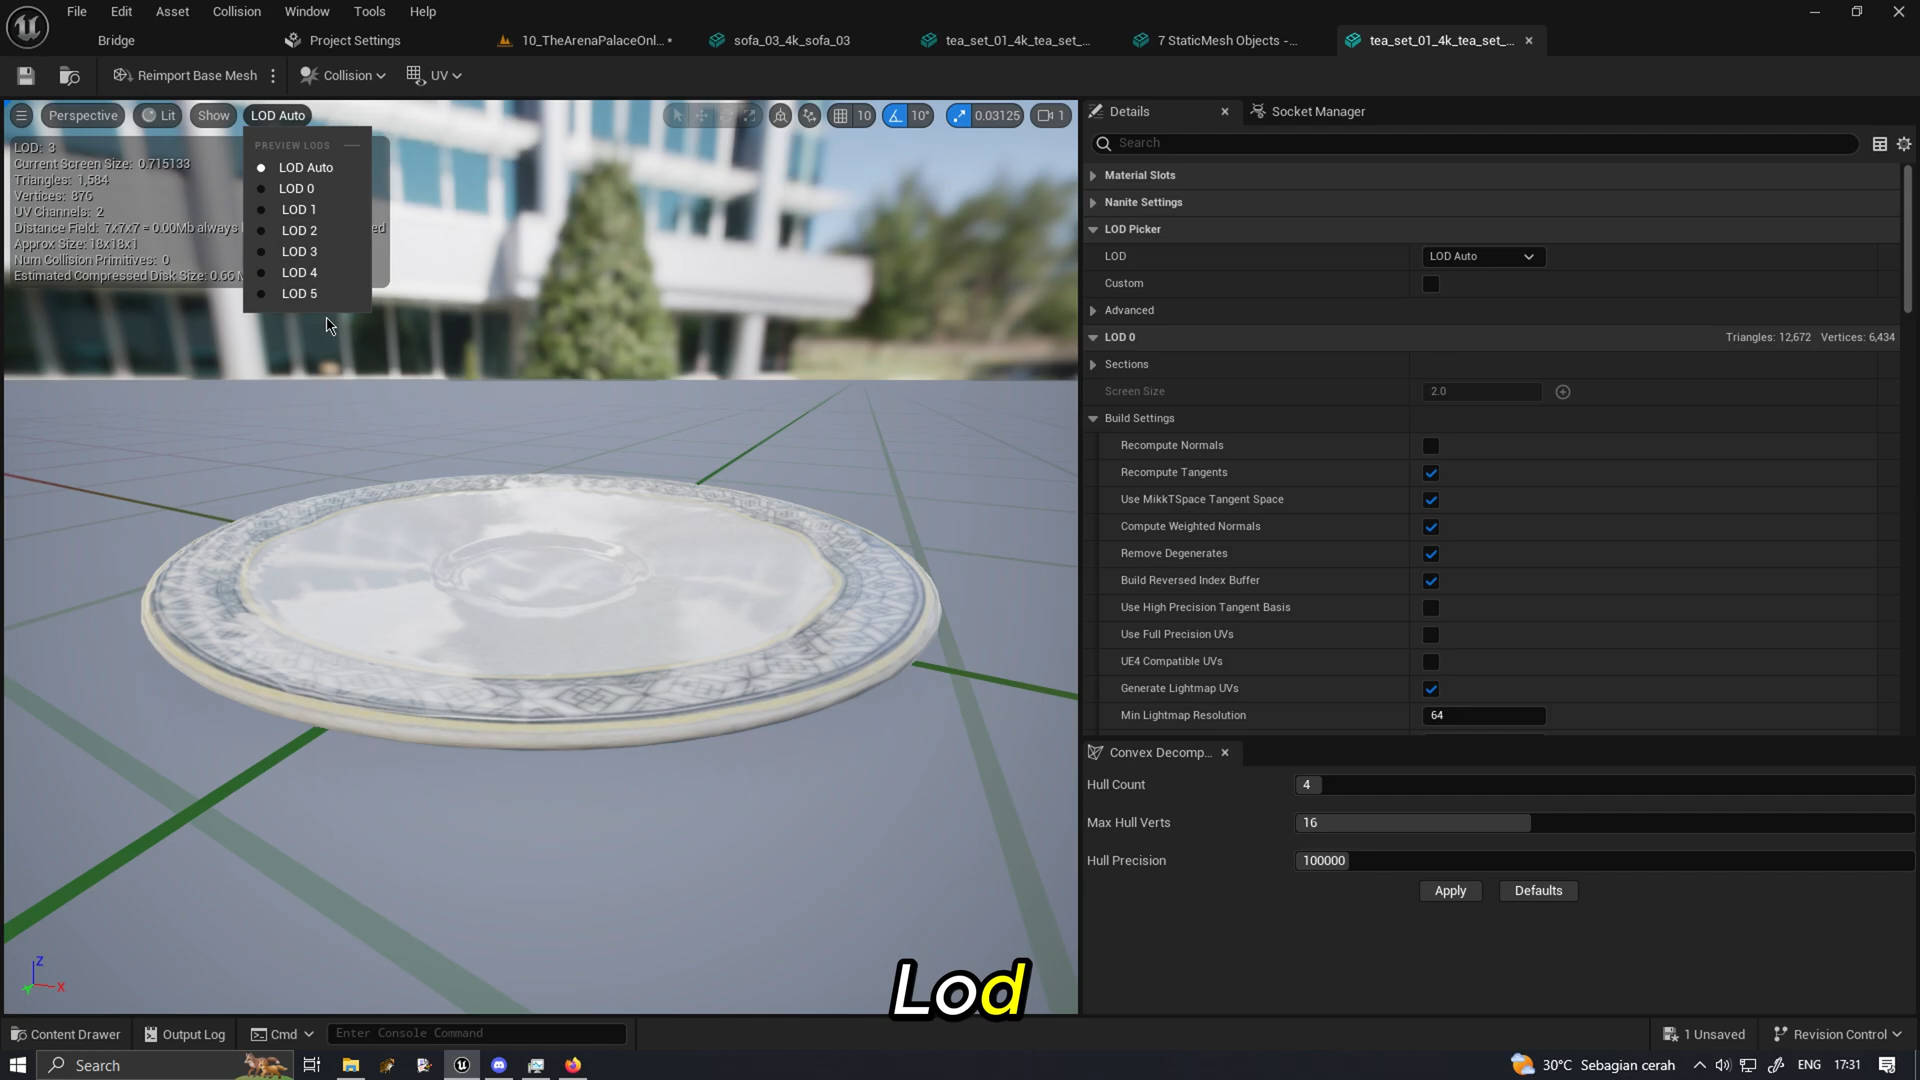 File Edit Asset Collision Window Tools Help
Bridge Project Settings 10_TheArenaPalaceOnl...* sofa_03_4k_sofa_03 tea_set_01_4k_tea_set_... 7 StaticMesh Objects -... tea_set_01_4k_tea_set_...
Reimport Base Mesh Collision UV
Perspective Lit Show LOD Auto 10 10° 0.03125 1
PREVIEW LODS
LOD Auto
LOD 0
LOD 1
LOD 2
LOD 3
LOD 4
LOD 5
LOD: 3
Current Screen Size: 0.715133
Triangles: 1,584
Vertices: 876
UV Channels: 2
Distance Field: 7x7x7 = 0.00Mb always
Approx Size: 18x18x1
Num Collision Primitives: 0
Estimated Compressed Disk Size: 0.66 M
Details Socket Manager
Search
Material Slots
Nanite Settings
LOD Picker
LOD LOD Auto
Custom
Advanced
LOD 0 Triangles: 12,672 Vertices: 6,434
Sections
Screen Size 2.0
Build Settings
Recompute Normals
Recompute Tangents
Use MikkTSpace Tangent Space
Compute Weighted Normals
Remove Degenerates
Build Reversed Index Buffer
Use High Precision Tangent Basis
Use Full Precision UVs
UE4 Compatible UVs
Generate Lightmap UVs
Min Lightmap Resolution 64
Convex Decomp...
Hull Count 4
Max Hull Verts 16
Hull Precision 100000
Apply Defaults
Z
X
Lod
Content Drawer Output Log Cmd Enter Console Command 1 Unsaved Revision Control
Search 30°C Sebagian cerah ENG 17:31